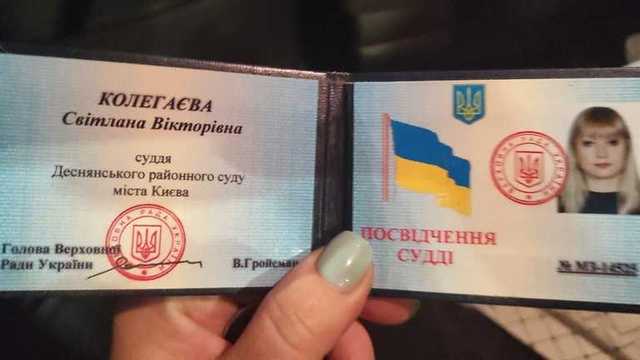 КОЛЕГАЄВА
Світлана Вікторівна
суддя
Деснянського районного суду
міста Києва
Голова Верховної
Ради України
В.Гройсман
ПОСВІДЧЕННЯ
СУДДІ